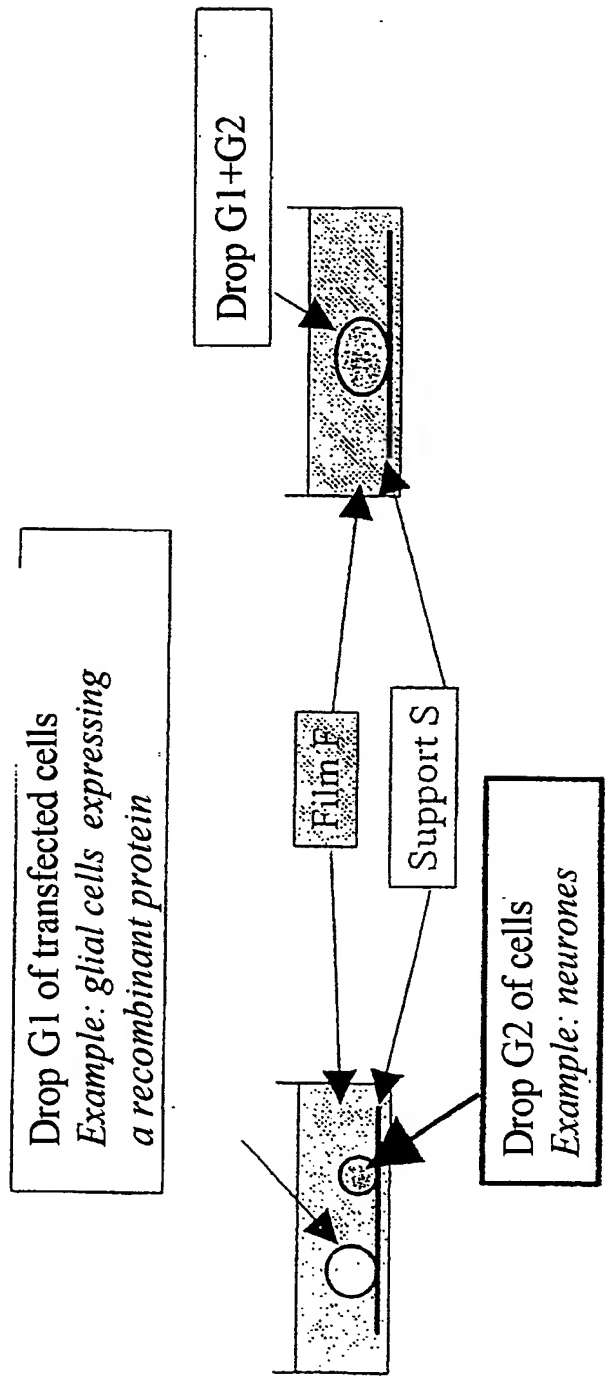 Drop G1 of transfected cells
Example: glial cells expressing
a recombinant protein
Drop G1+G2
Film F
Support S
Drop G2 of cells
Example: neurones